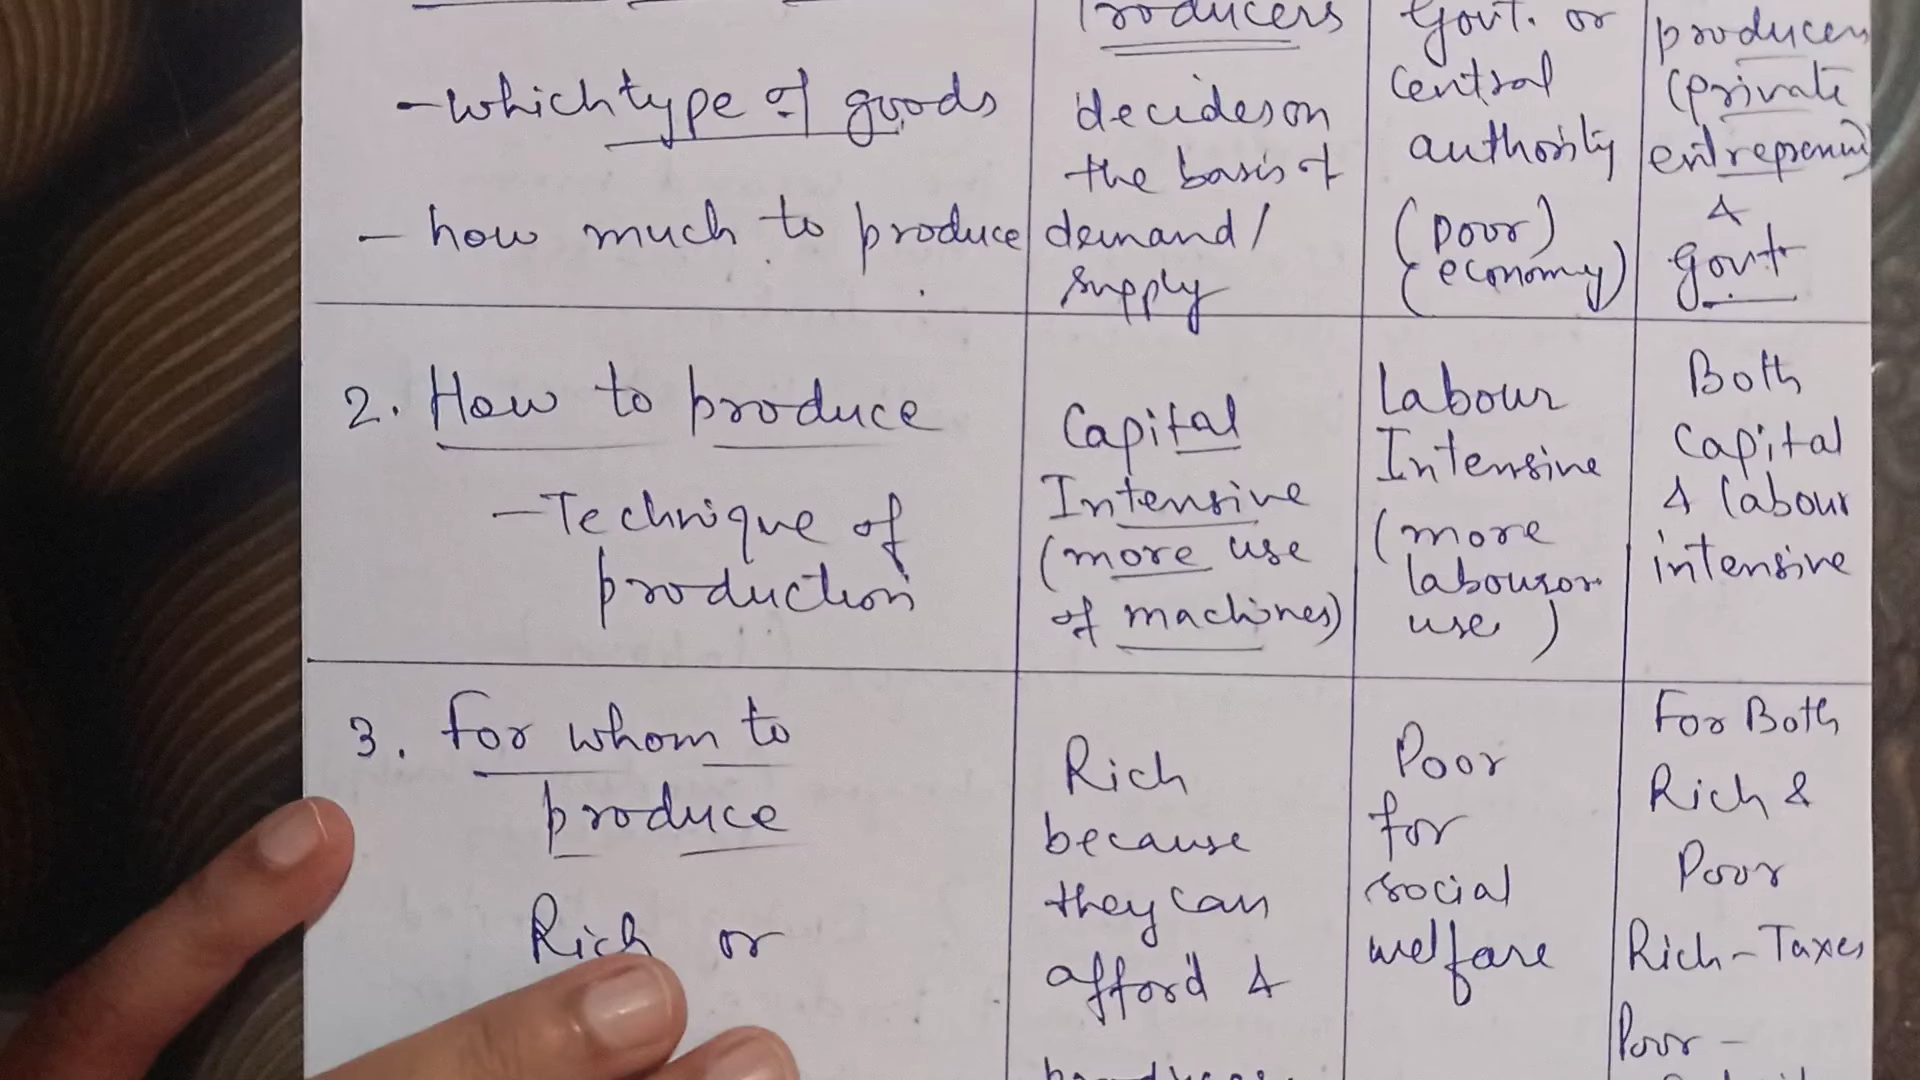 Producers
decides on
the basis of
demand/
supply
Govt. or
central
authority
(poor)
(economy)
producers
(private
&
govt
- which type of goods
- how much to produce
2. How to produce
- Technique of
production
Capital
Intensive
(more use
of machines)
Labour
Intensive
(more
use)
Both
Capital
& labour
intensive
3. For whom to
produce
Rich or
Rich
because
they can
afford &
Poor
for
social
welfare
For Both
Rich &
Poor
Rich - Taxes
Poor -